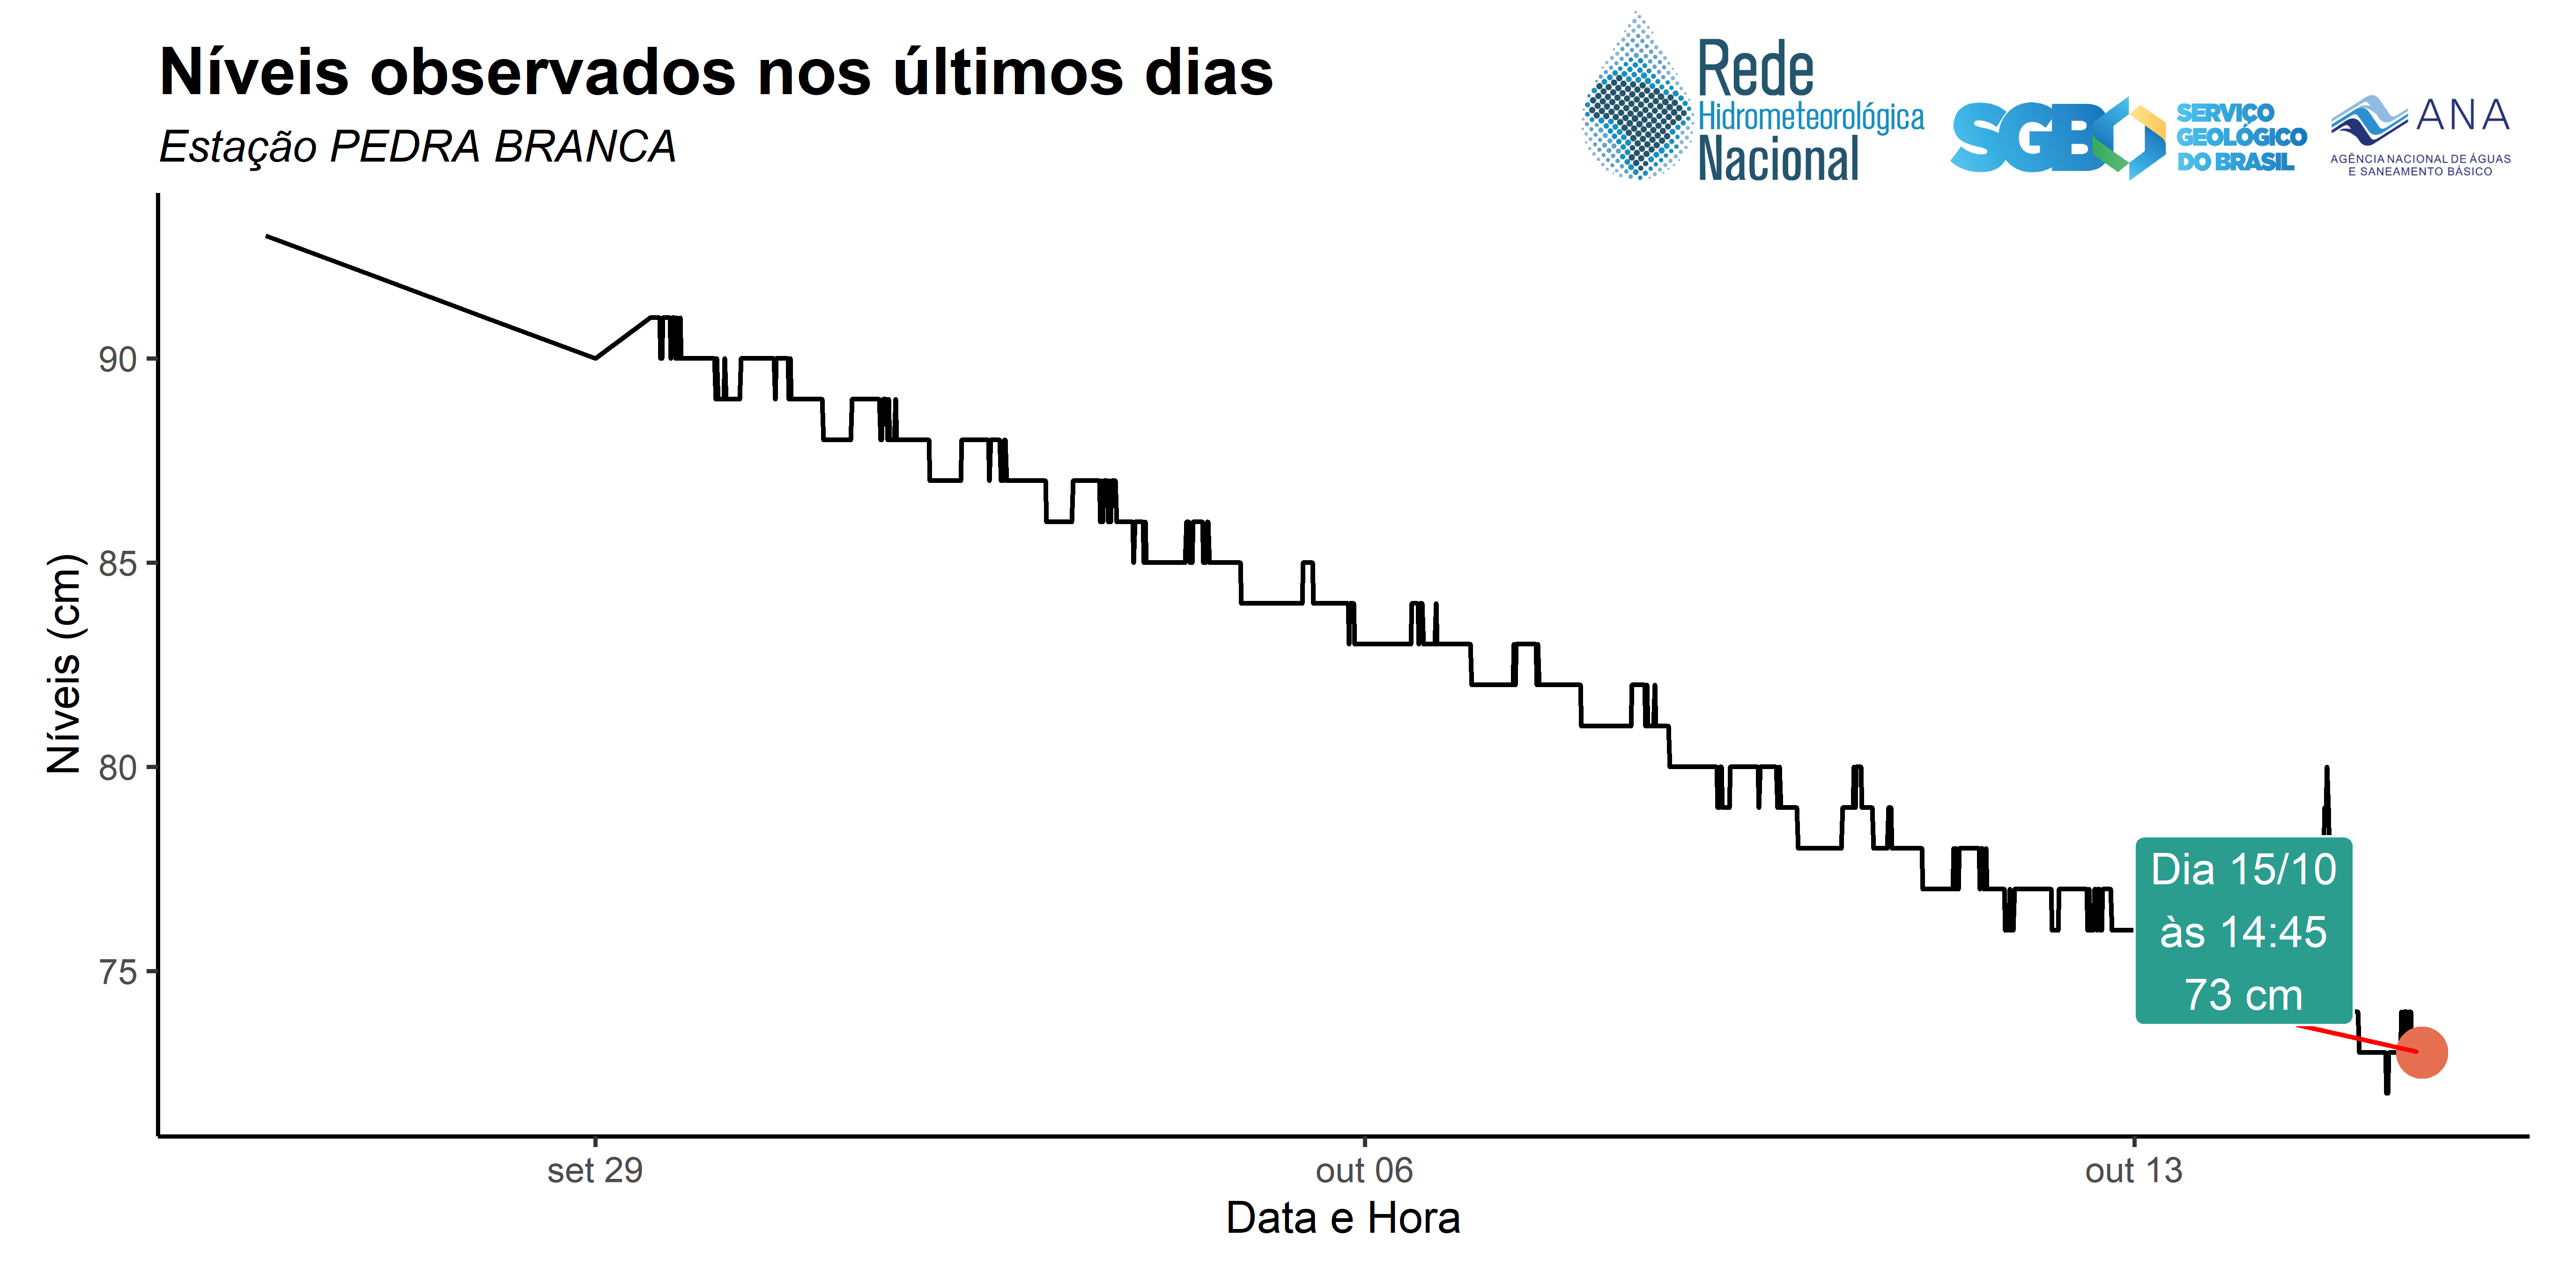 Níveis observados nos últimos dias
Estação PEDRA BRANCA
Rede
Hidrometeorológica
Nacional
SGB
SERVIÇO
GEOLÓGICO
DO BRASIL
ANA
AGÊNCIA NACIONAL DE ÁGUAS
E SANEAMENTO BÁSICO
Níveis (cm)
90
85
80
75
Dia 15/10
às 14:45
73 cm
set 29
out 06
out 13
Data e Hora